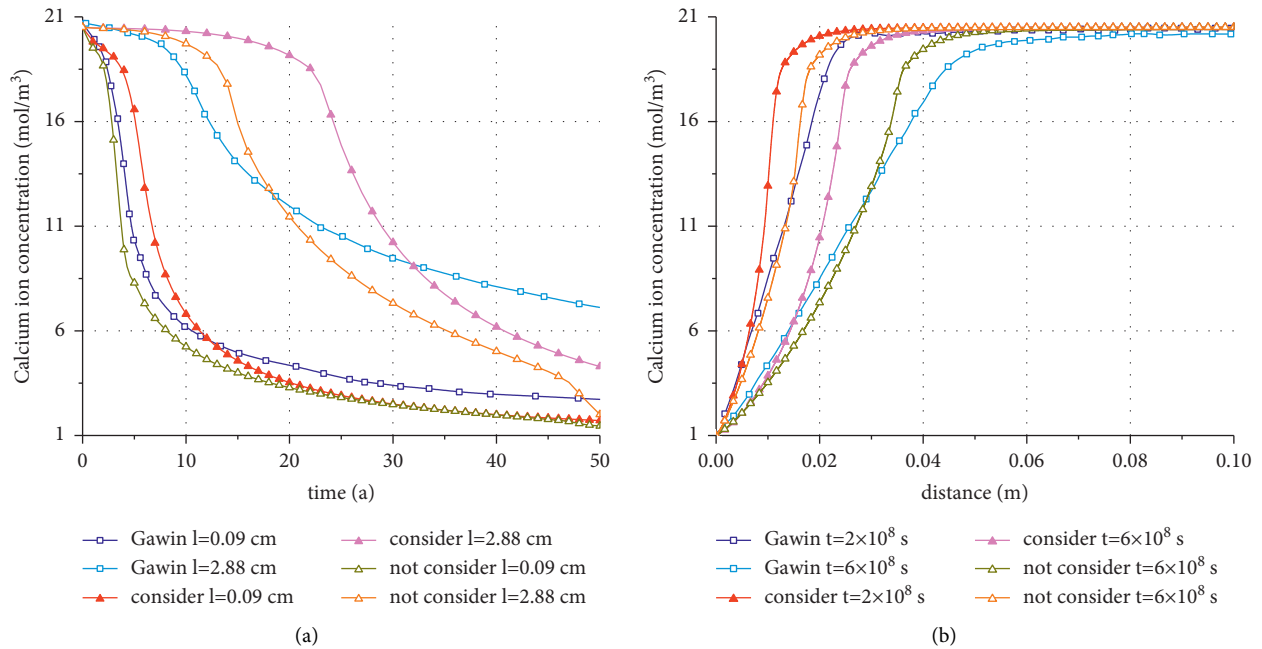 21
16
11
6
1
Calcium ion concentration (mol/m³)
0 10 20 30 40 50
time (a)
Gawin l=0.09 cm
Gawin l=2.88 cm
consider l=0.09 cm
consider l=2.88 cm
not consider l=0.09 cm
not consider l=2.88 cm
(a)
21
16
11
6
1
Calcium ion concentration (mol/m³)
0.00 0.02 0.04 0.06 0.08 0.10
distance (m)
Gawin t=2×10⁸ s
Gawin t=6×10⁸ s
consider t=2×10⁸ s
consider t=6×10⁸ s
not consider t=6×10⁸ s
not consider t=6×10⁸ s
(b)